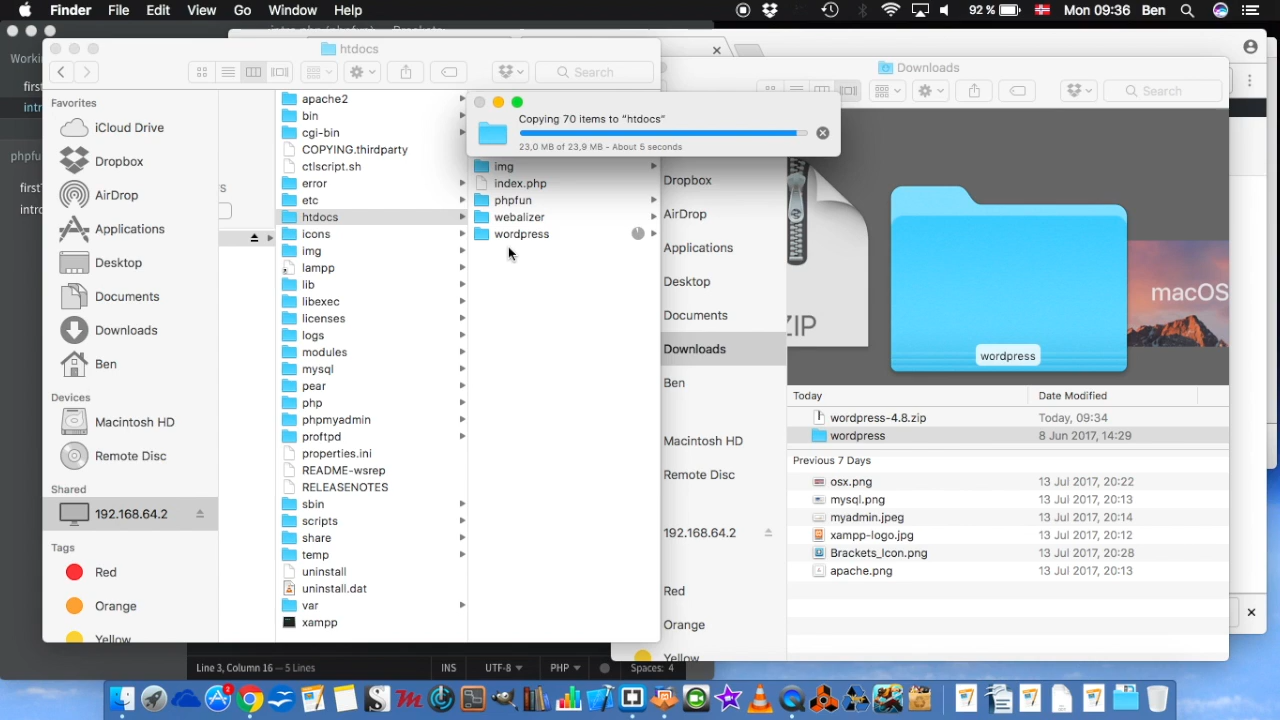 Finder File Edit View Go Window Help
92 % Mon 09:36 Ben
Worki
firs
intr
phpfu
first
intro
htdocs
Search
Favorites
iCloud Drive
Dropbox
AirDrop
Applications
Desktop
Documents
Downloads
Ben
Devices
Macintosh HD
Remote Disc
Shared
192.168.64.2
Tags
Red
Orange
Yellow
apache2
bin
cgi-bin
COPYING.thirdparty
ctlscript.sh
error
etc
htdocs
icons
img
lampp
lib
libexec
licenses
logs
modules
mysql
pear
php
phpmyadmin
proftpd
properties.ini
README-wsrep
RELEASENOTES
sbin
scripts
share
temp
uninstall
uninstall.dat
var
xampp
Copying 70 items to "htdocs"
23,0 MB of 23,9 MB - About 5 seconds
img
index.php
phpfun
webalizer
wordpress
Downloads
Search
Dropbox
AirDrop
Applications
Desktop
Documents
Downloads
Ben
Macintosh HD
Remote Disc
192.168.64.2
Red
Orange
Yellow
ZIP
wordpress
macOS
Today Date Modified
wordpress-4.8.zip Today, 09:34
wordpress 8 Jun 2017, 14:29
Previous 7 Days
osx.png 13 Jul 2017, 20:22
mysql.png 13 Jul 2017, 20:13
myadmin.jpeg 13 Jul 2017, 20:14
xampp-logo.jpg 13 Jul 2017, 20:12
Brackets_Icon.png 13 Jul 2017, 20:28
apache.png 13 Jul 2017, 20:13
Line 3, Column 16 — 5 Lines INS UTF-8 PHP Spaces: 4
2